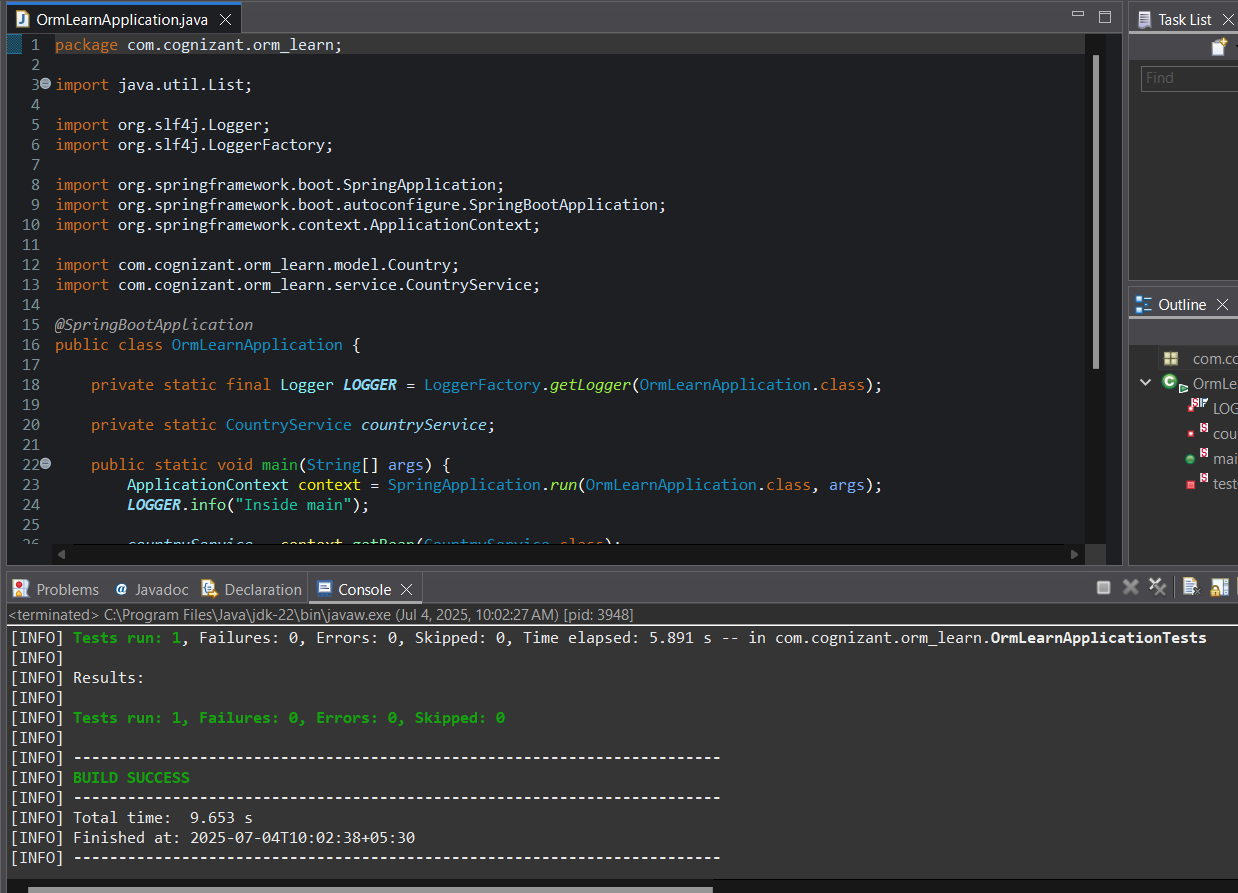 OrmLearnApplication.java
Task List
1 package com.cognizant.orm_learn;
2
3 import java.util.List;
4
5 import org.slf4j.Logger;
6 import org.slf4j.LoggerFactory;
7
8 import org.springframework.boot.SpringApplication;
9 import org.springframework.boot.autoconfigure.SpringBootApplication;
10 import org.springframework.context.ApplicationContext;
11
12 import com.cognizant.orm_learn.model.Country;
13 import com.cognizant.orm_learn.service.CountryService;
14
15 @SpringBootApplication
16 public class OrmLearnApplication {
17
18 private static final Logger LOGGER = LoggerFactory.getLogger(OrmLearnApplication.class);
19
20 private static CountryService countryService;
21
22 public static void main(String[] args) {
23 ApplicationContext context = SpringApplication.run(OrmLearnApplication.class, args);
24 LOGGER.info("Inside main");
25
26 countryService = context.getBean(CountryService.class);
Find
Outline
com.co
OrmLe
LOG
cou
mai
test
Problems
@ Javadoc
Declaration
Console
<terminated> C:\Program Files\Java\jdk-22\bin\javaw.exe (Jul 4, 2025, 10:02:27 AM) [pid: 3948]
[INFO] Tests run: 1, Failures: 0, Errors: 0, Skipped: 0, Time elapsed: 5.891 s -- in com.cognizant.orm_learn.OrmLearnApplicationTests
[INFO]
[INFO] Results:
[INFO]
[INFO] Tests run: 1, Failures: 0, Errors: 0, Skipped: 0
[INFO]
[INFO] ------------------------------------------------------------------------
[INFO] BUILD SUCCESS
[INFO] ------------------------------------------------------------------------
[INFO] Total time:  9.653 s
[INFO] Finished at: 2025-07-04T10:02:38+05:30
[INFO] ------------------------------------------------------------------------